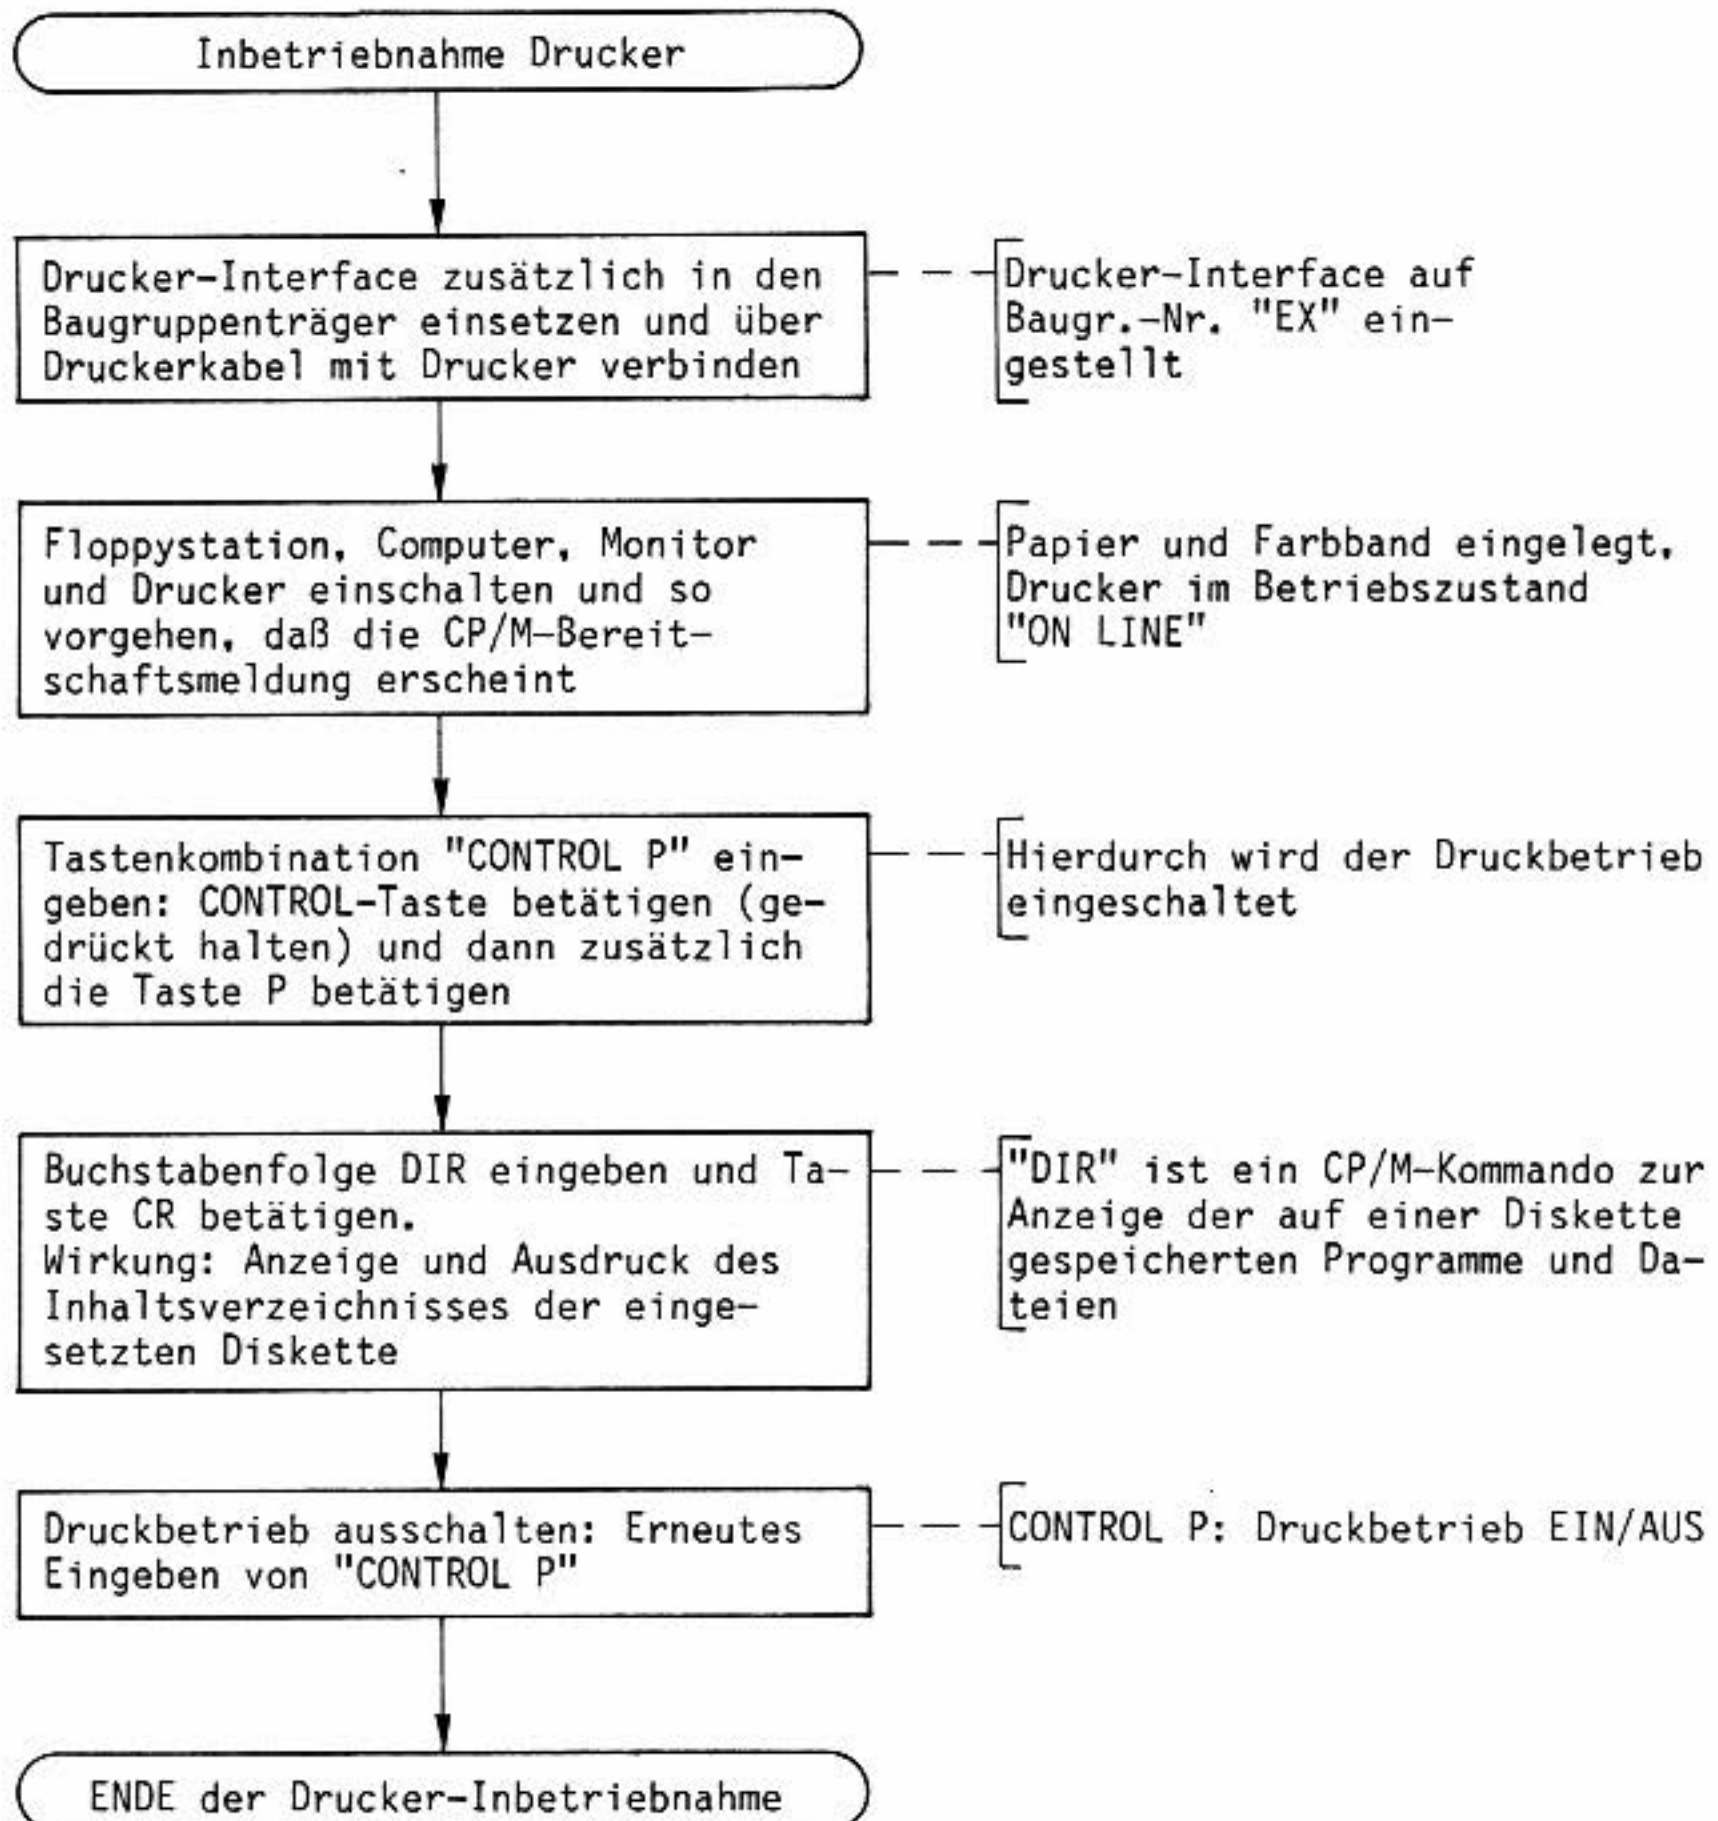 Inbetriebnahme Drucker
Drucker-Interface zusätzlich in den
Baugruppenträger einsetzen und über
Druckerkabel mit Drucker verbinden
Drucker-Interface auf
Baugr.-Nr. "EX" ein-
gestellt
Floppystation, Computer, Monitor
und Drucker einschalten und so
vorgehen, daß die CP/M-Bereit-
schaftsmeldung erscheint
Papier und Farbband eingelegt,
Drucker im Betriebszustand
"ON LINE"
Tastenkombination "CONTROL P" ein-
geben: CONTROL-Taste betätigen (ge-
drückt halten) und dann zusätzlich
die Taste P betätigen
Hierdurch wird der Druckbetrieb
eingeschaltet
Buchstabenfolge DIR eingeben und Ta-
ste CR betätigen.
Wirkung: Anzeige und Ausdruck des
Inhaltsverzeichnisses der einge-
setzten Diskette
"DIR" ist ein CP/M-Kommando zur
Anzeige der auf einer Diskette
gespeicherten Programme und Da-
teien
Druckbetrieb ausschalten: Erneutes
Eingeben von "CONTROL P"
CONTROL P: Druckbetrieb EIN/AUS
ENDE der Drucker-Inbetriebnahme